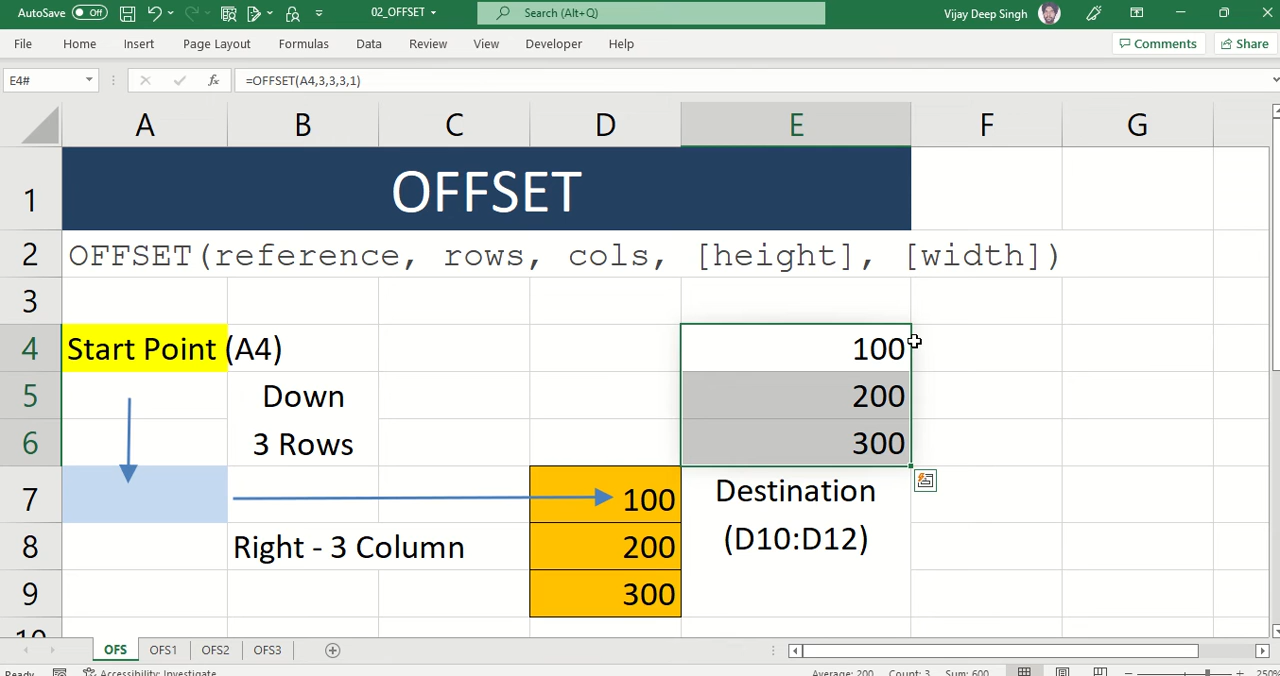 AutoSave Off 02_OFFSET Search (Alt+Q) Vijay Deep Singh
File Home Insert Page Layout Formulas Data Review View Developer Help Comments Share
E4# fx =OFFSET(A4,3,3,3,1)
A B C D E F G
1 OFFSET
2 OFFSET(reference, rows, cols, [height], [width])
3
4 Start Point (A4) 100
5 Down 200
6 3 Rows 300
7 100 Destination
8 Right - 3 Column 200 (D10:D12)
9 300
10
OFS OFS1 OFS2 OFS3
Ready Accessibility: Investigate Average: 200 Count: 3 Sum: 600 250%